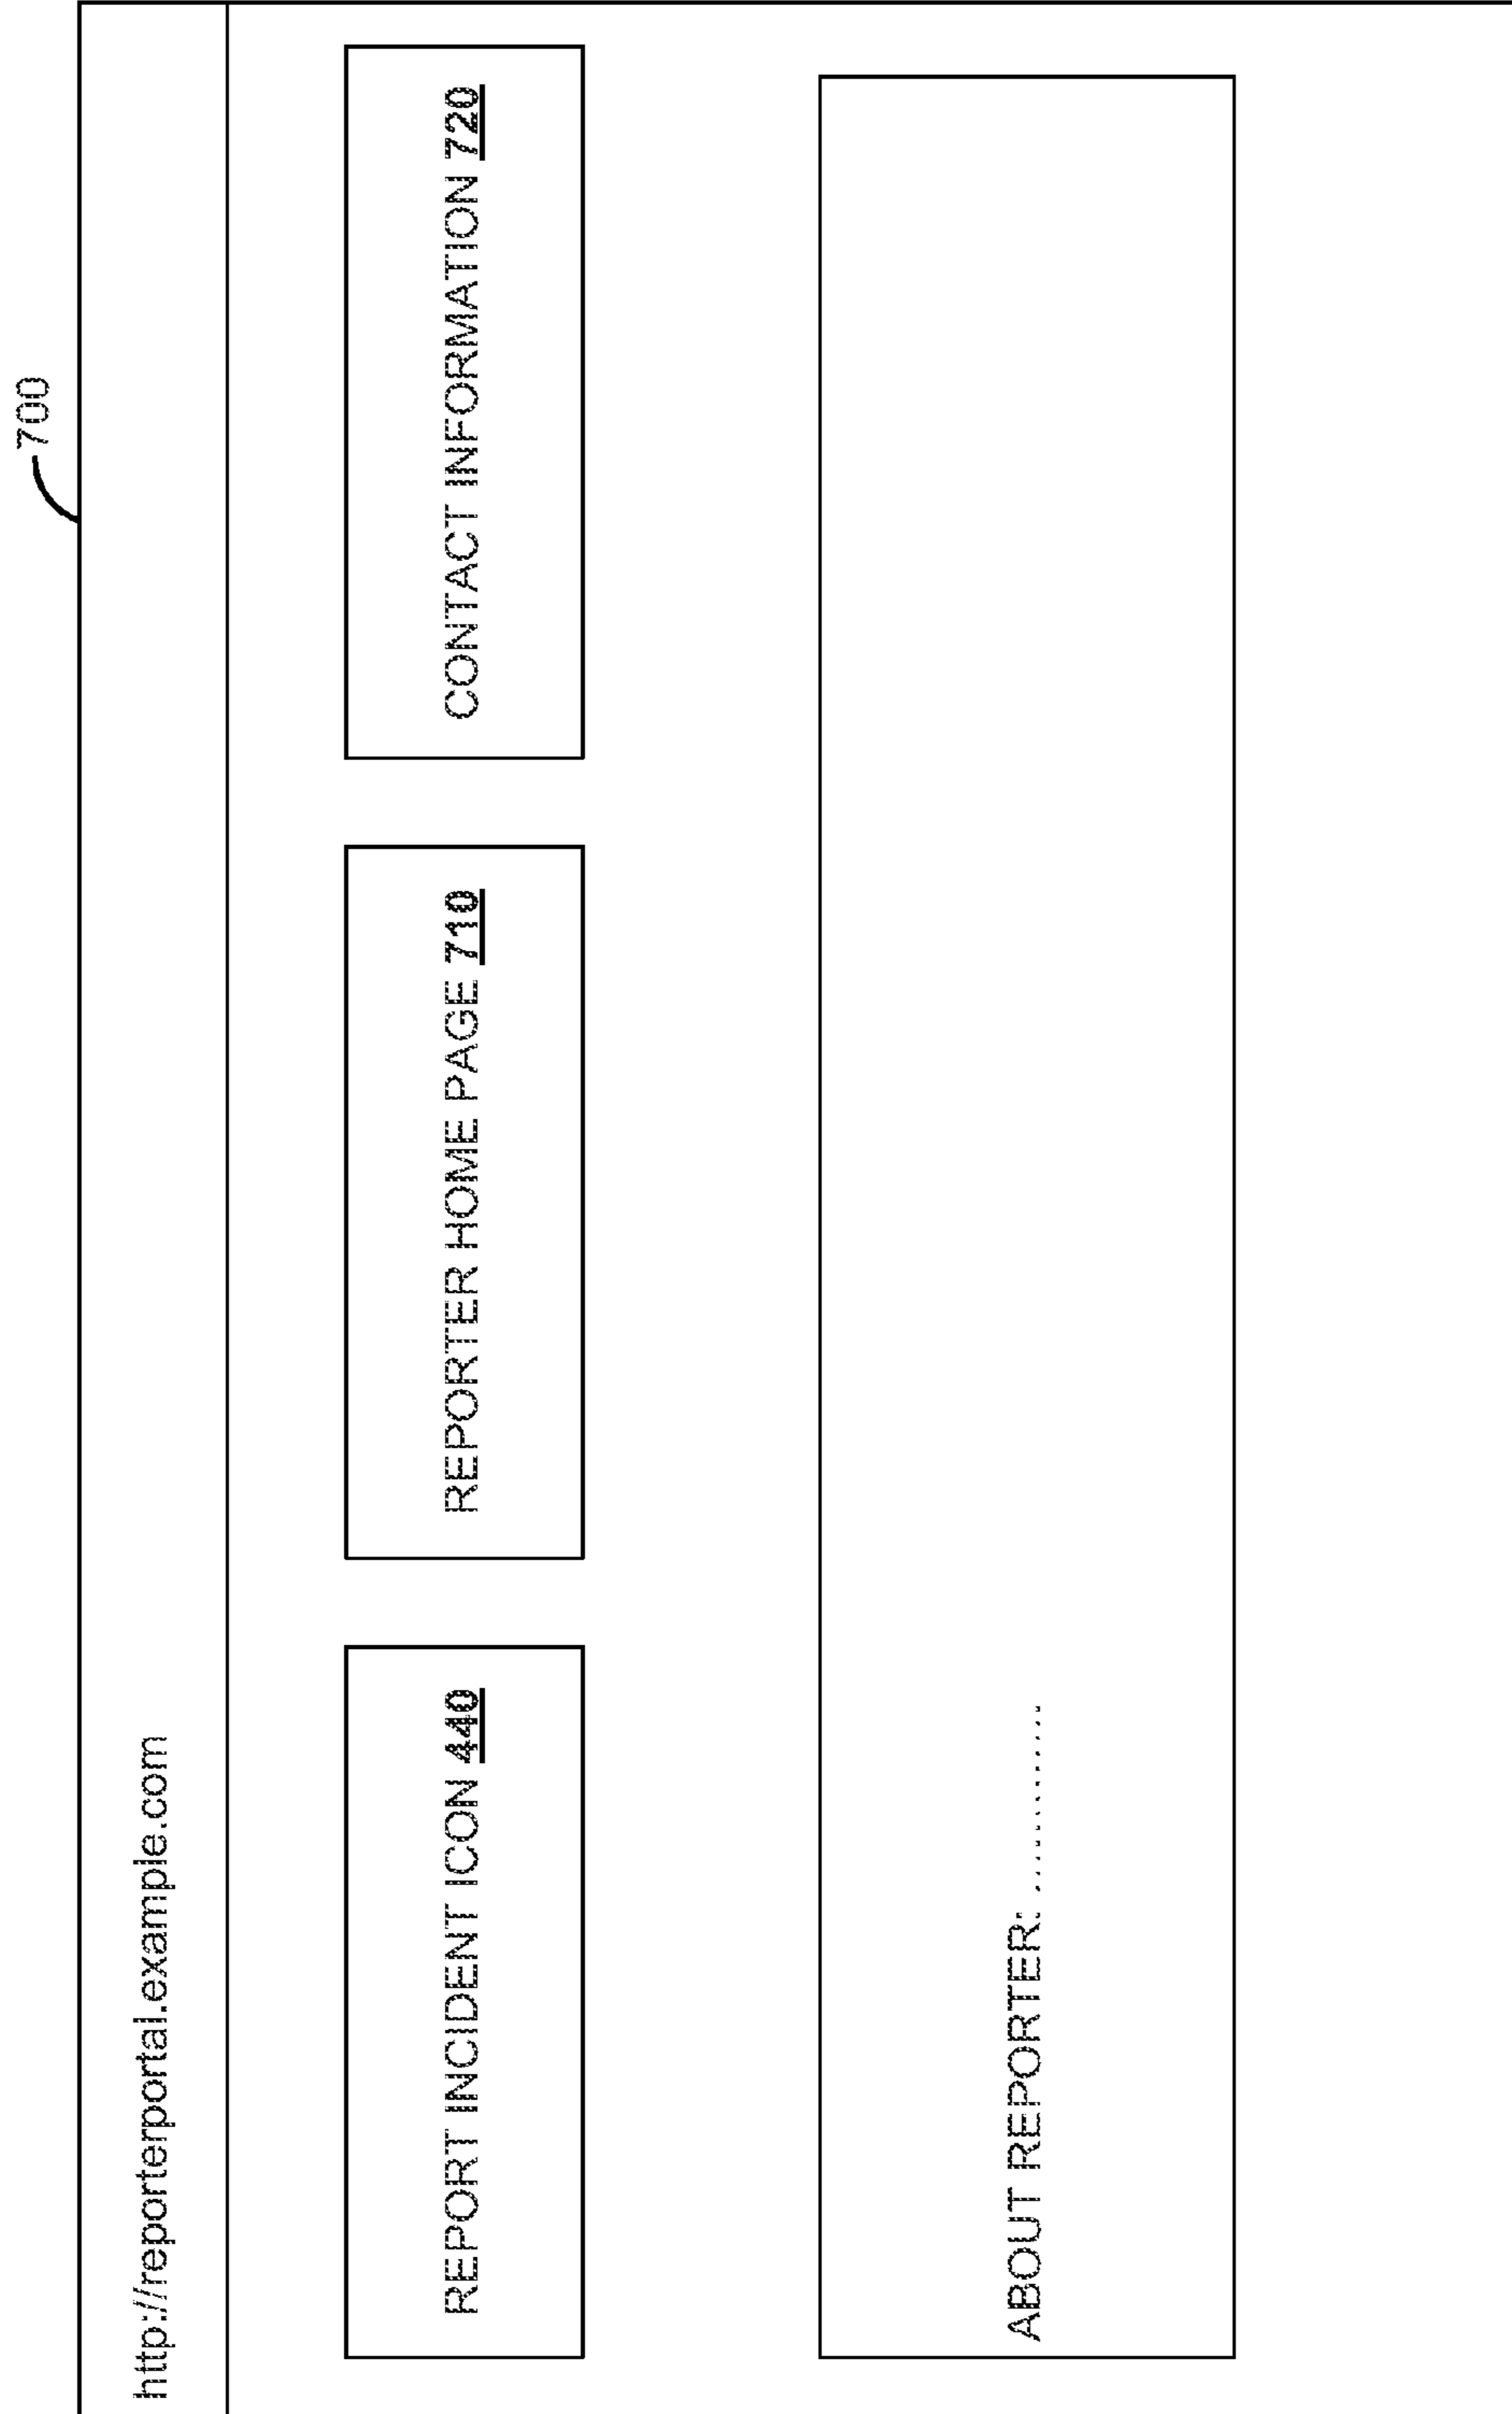 700
http://reporterportal.example.com
REPORT INCIDENT ICON 440
REPORTER HOME PAGE 710
CONTACT INFORMATION 720
ABOUT REPORTER: .............